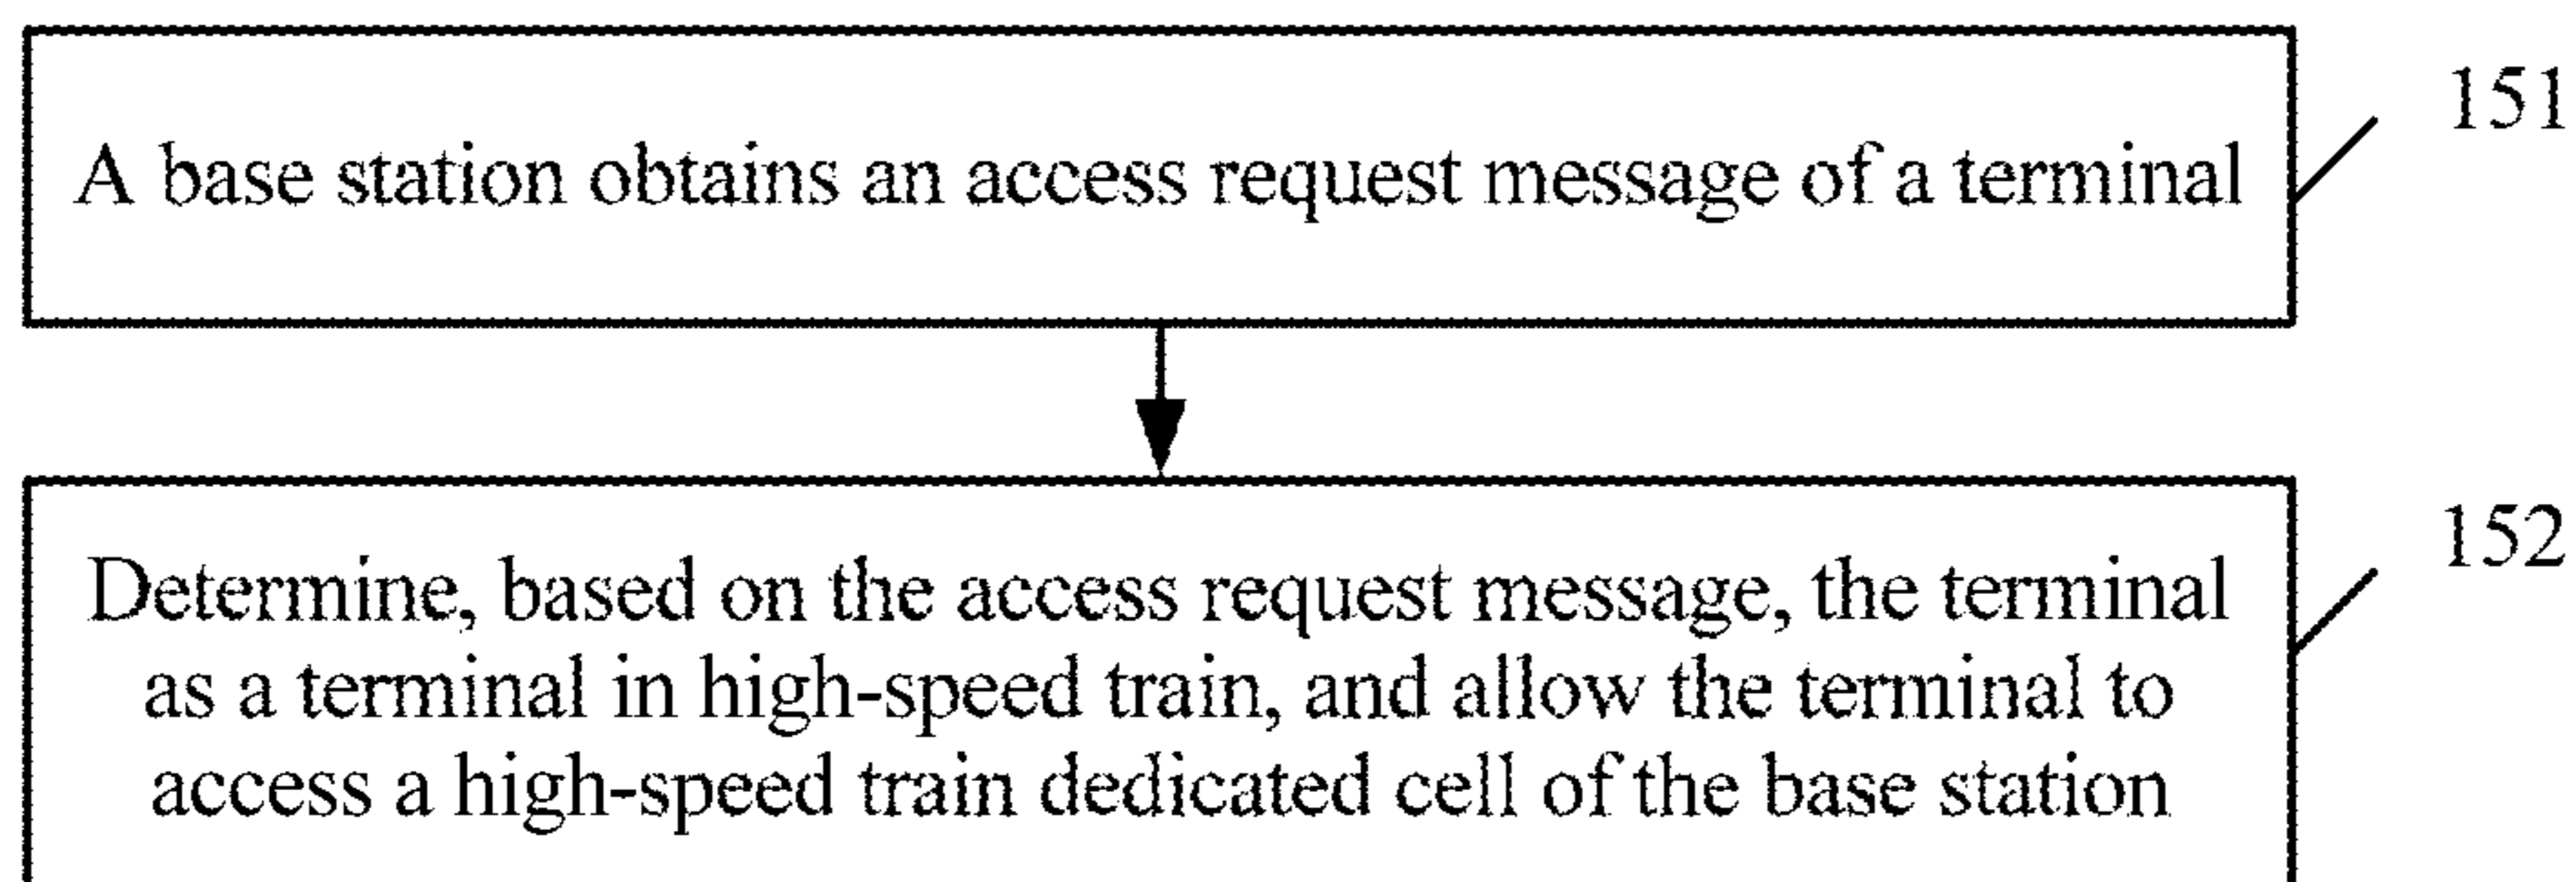 151
A base station obtains an access request message of a terminal
152
Determine, based on the access request message, the terminal
as a terminal in high-speed train, and allow the terminal to
access a high-speed train dedicated cell of the base station